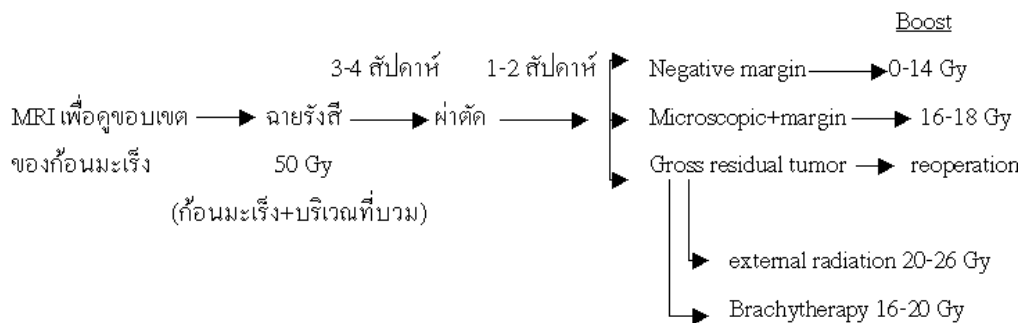 Boost
3-4 สัปดาห์ 1-2 สัปดาห์ Negative margin 0-14 Gy
MRI เพื่อดูขอบเขต ฉายรังสี ผ่าตัด Microscopic+margin 16-18 Gy
ของก้อนมะเร็ง 50 Gy Gross residual tumor reoperation
(ก้อนมะเร็ง+บริเวณที่บวม)
external radiation 20-26 Gy
Brachytherapy 16-20 Gy